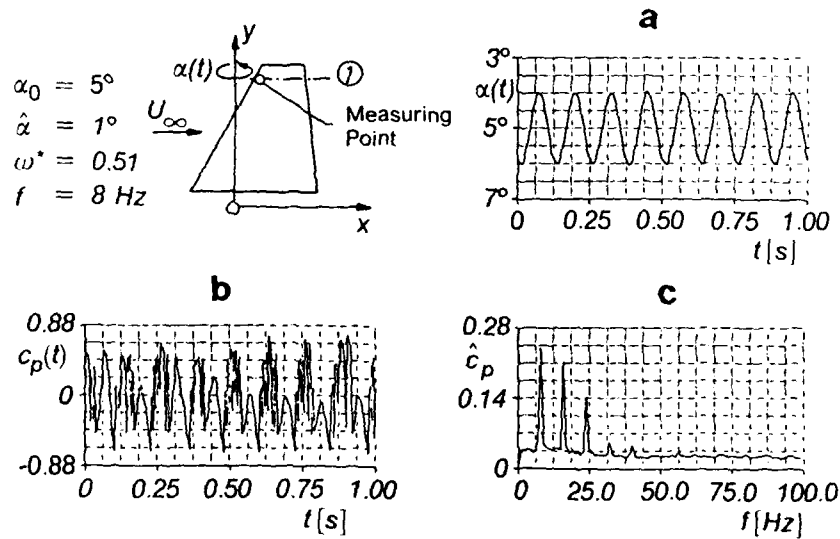 α₀ = 5°
α̂ = 1°
ω* = 0.51
f = 8 Hz
U∞
y
α(t)
①
Measuring
Point
x
a
3°
α(t)
5°
7°
0 0.25 0.50 0.75 1.00
t [s]
b
0.88
cₚ(t)
0
-0.88
0 0.25 0.50 0.75 1.00
t [s]
c
0.28
ĉₚ
0.14
0
0 25.0 50.0 75.0 100.0
f [Hz]